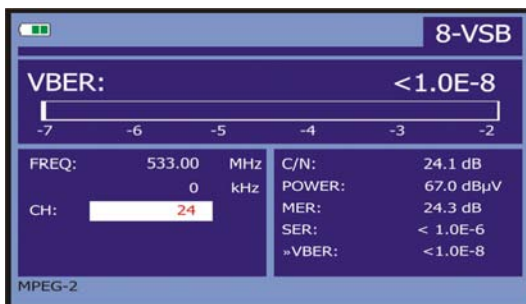 8-VSB
VBER: <1.0E-8
-7 -6 -5 -4 -3 -2
FREQ: 533.00 MHz
0 kHz
CH: 24
C/N: 24.1 dB
POWER: 67.0 dBµV
MER: 24.3 dB
SER: < 1.0E-6
»VBER: <1.0E-8
MPEG-2